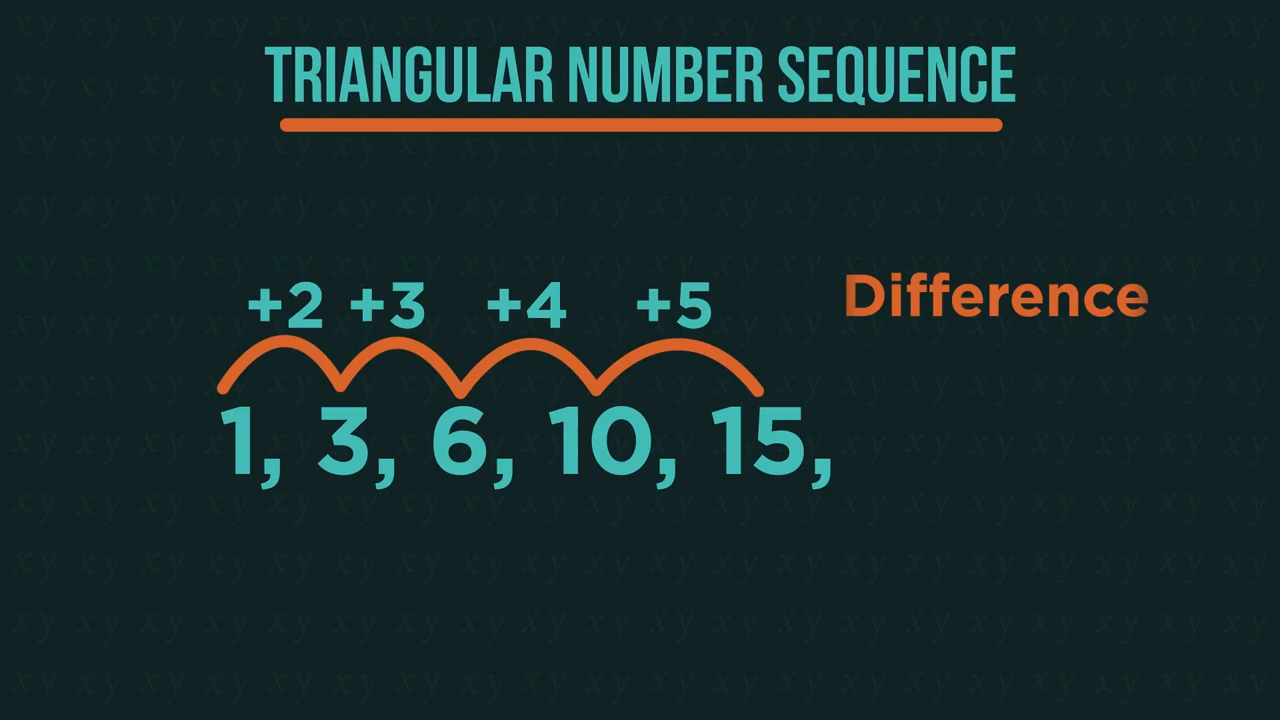 TRIANGULAR NUMBER SEQUENCE
+2 +3 +4 +5 Difference
1, 3, 6, 10, 15,